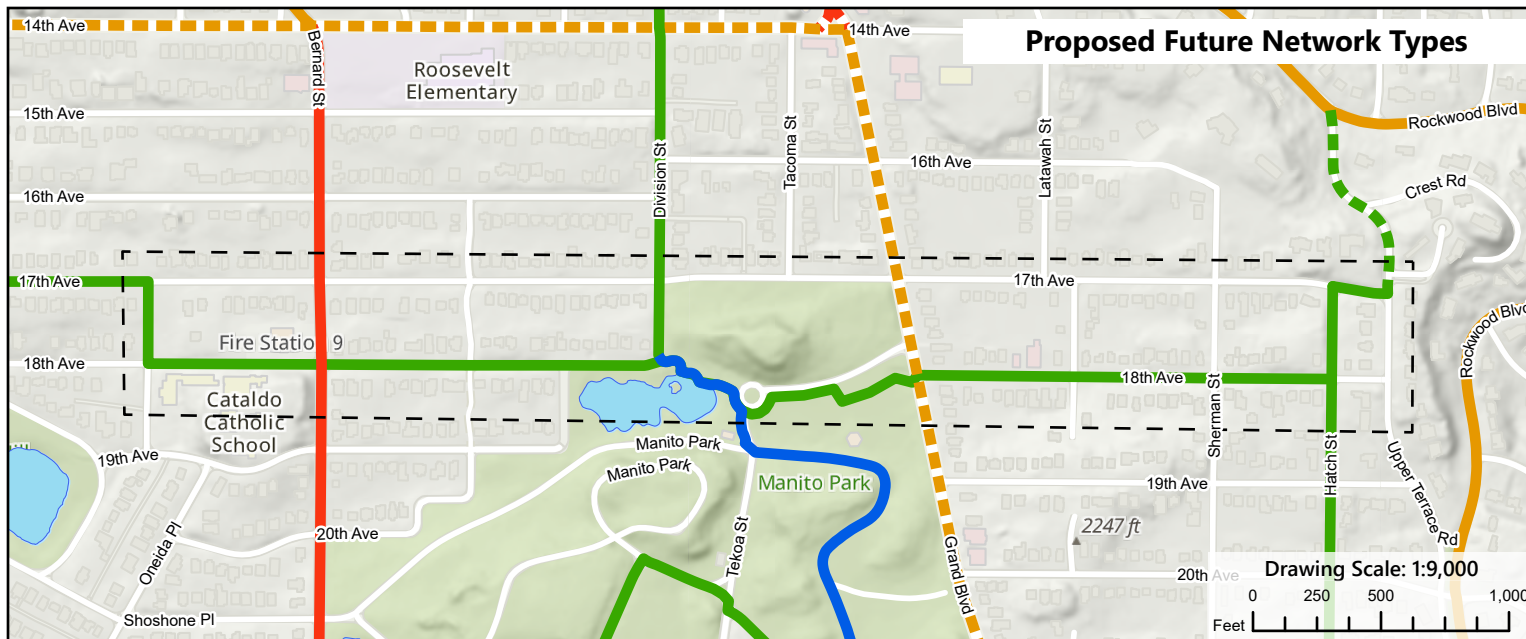 14th Ave
14th Ave
Proposed Future Network Types
Bernard St
Roosevelt
Elementary
15th Ave
Rockwood Blvd
Division St
Tacoma St
Latawah St
16th Ave
16th Ave
Crest Rd
17th Ave
17th Ave
Fire Station 9
18th Ave
18th Ave
Rockwood Blvd
Cataldo
Catholic
School
Sherman St
Hatch St
19th Ave
Manito Park
Manito Park
Manito Park
19th Ave
Upper Terrace Rd
Oneida Pl
20th Ave
Tekoa St
Grand Blvd
2247 ft
20th Ave
Drawing Scale: 1:9,000
0 250 500 1,000
Feet
Shoshone Pl